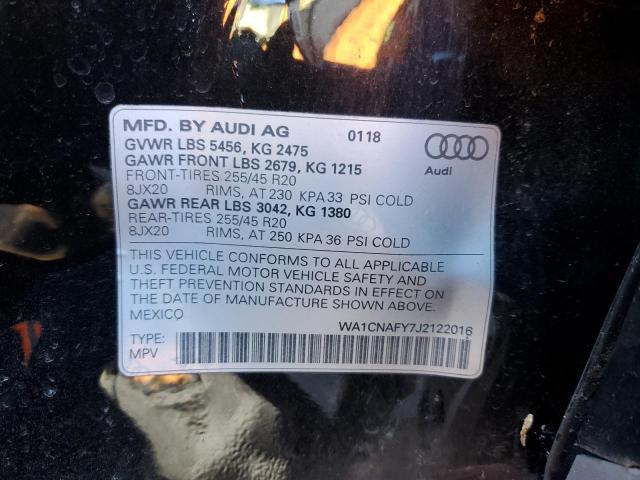 MFD. BY AUDI AG 0118
GVWR LBS 5456, KG 2475
GAWR FRONT LBS 2679, KG 1215
FRONT-TIRES 255/45 R20
8JX20 RIMS, AT 230 KPA 33 PSI COLD
GAWR REAR LBS 3042, KG 1380
REAR-TIRES 255/45 R20
8JX20 RIMS, AT 250 KPA 36 PSI COLD
Audi
THIS VEHICLE CONFORMS TO ALL APPLICABLE
U.S. FEDERAL MOTOR VEHICLE SAFETY AND
THEFT PREVENTION STANDARDS IN EFFECT ON
THE DATE OF MANUFACTURE SHOWN ABOVE.
MEXICO
WA1CNAFY7J2122016
TYPE:
MPV